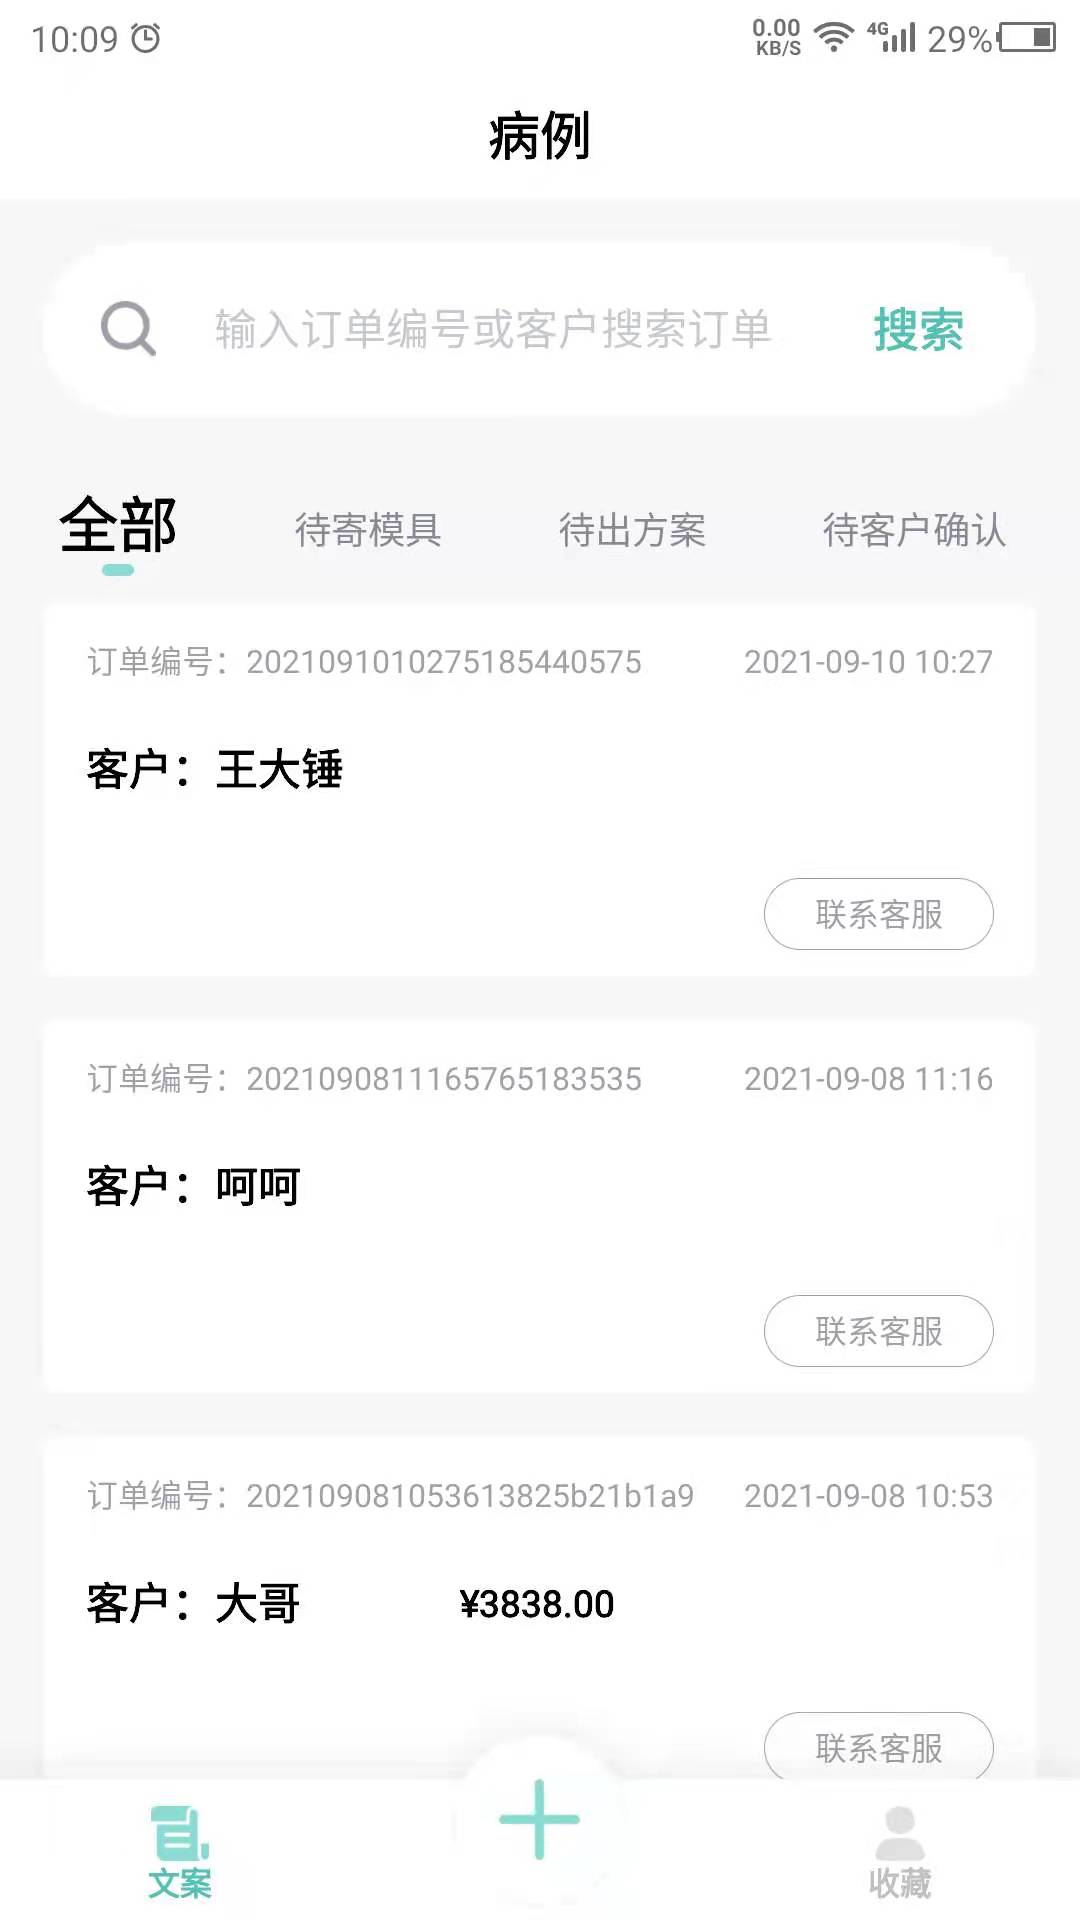 10:09
0.00 KB/S 4G 29%
病例
输入订单编号或客户搜索订单 搜索
全部 待寄模具 待出方案 待客户确认
订单编号：2021091010275185440575 2021-09-10 10:27
客户：王大锤
联系客服
订单编号：2021090811165765183535 2021-09-08 11:16
客户：呵呵
联系客服
订单编号：202109081053613825b21b1a9 2021-09-08 10:53
客户：大哥 ¥3838.00
联系客服
文案 收藏